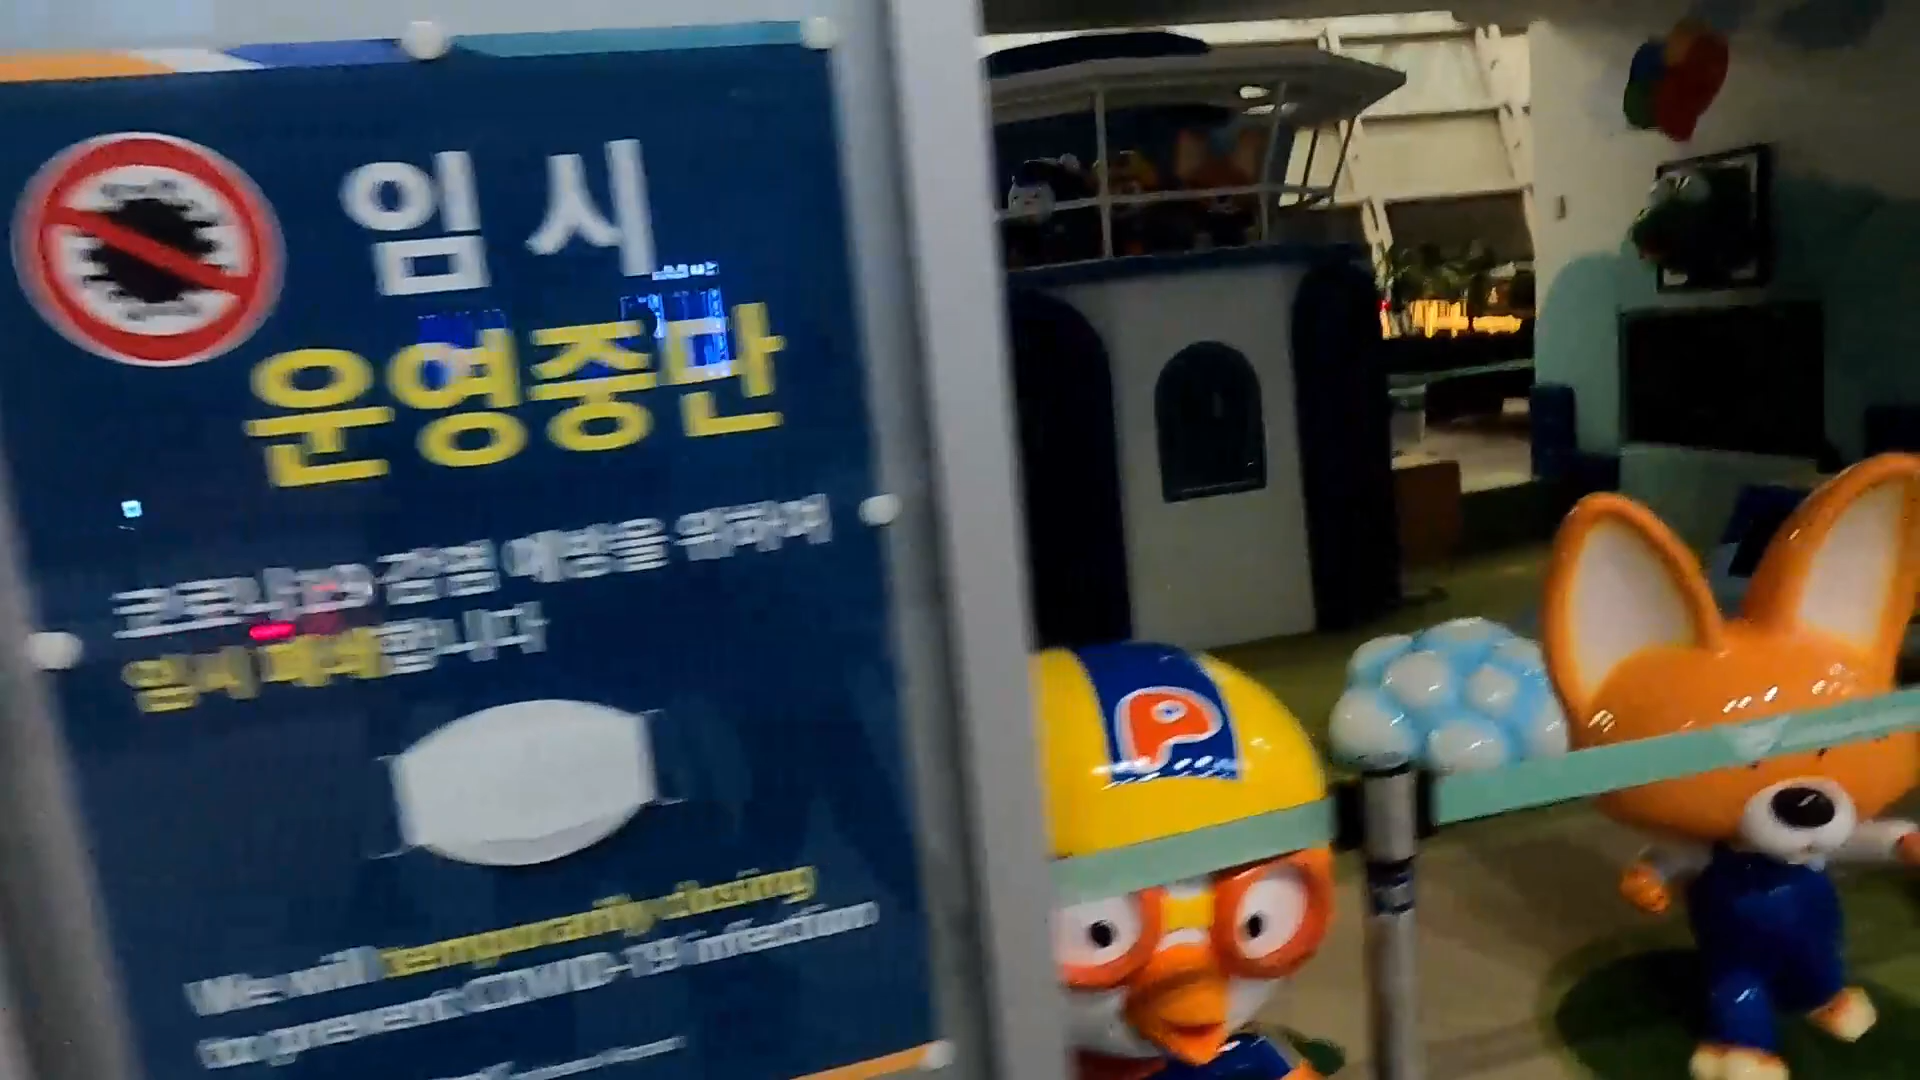 임시
운영중단
코로나19 감염 예방을 위하여
임시 폐쇄합니다
We will temporarily closing
to prevent COVID-19 infection
P